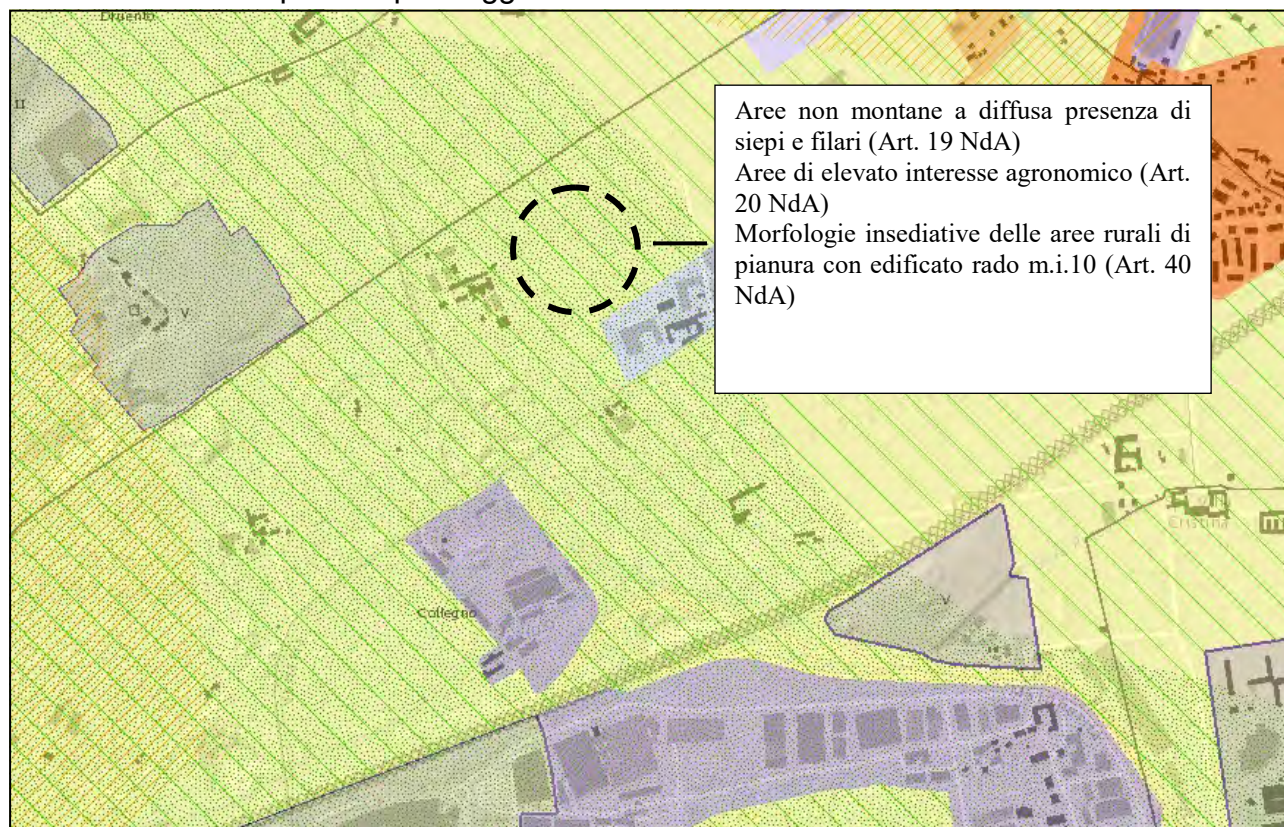 Druento
II
Aree non montane a diffusa presenza di
siepi e filari (Art. 19 NdA)
Aree di elevato interesse agronomico (Art.
20 NdA)
Morfologie insediative delle aree rurali di
pianura con edificato rado m.i.10 (Art. 40
NdA)
V
Cristina
m
Collegno
V